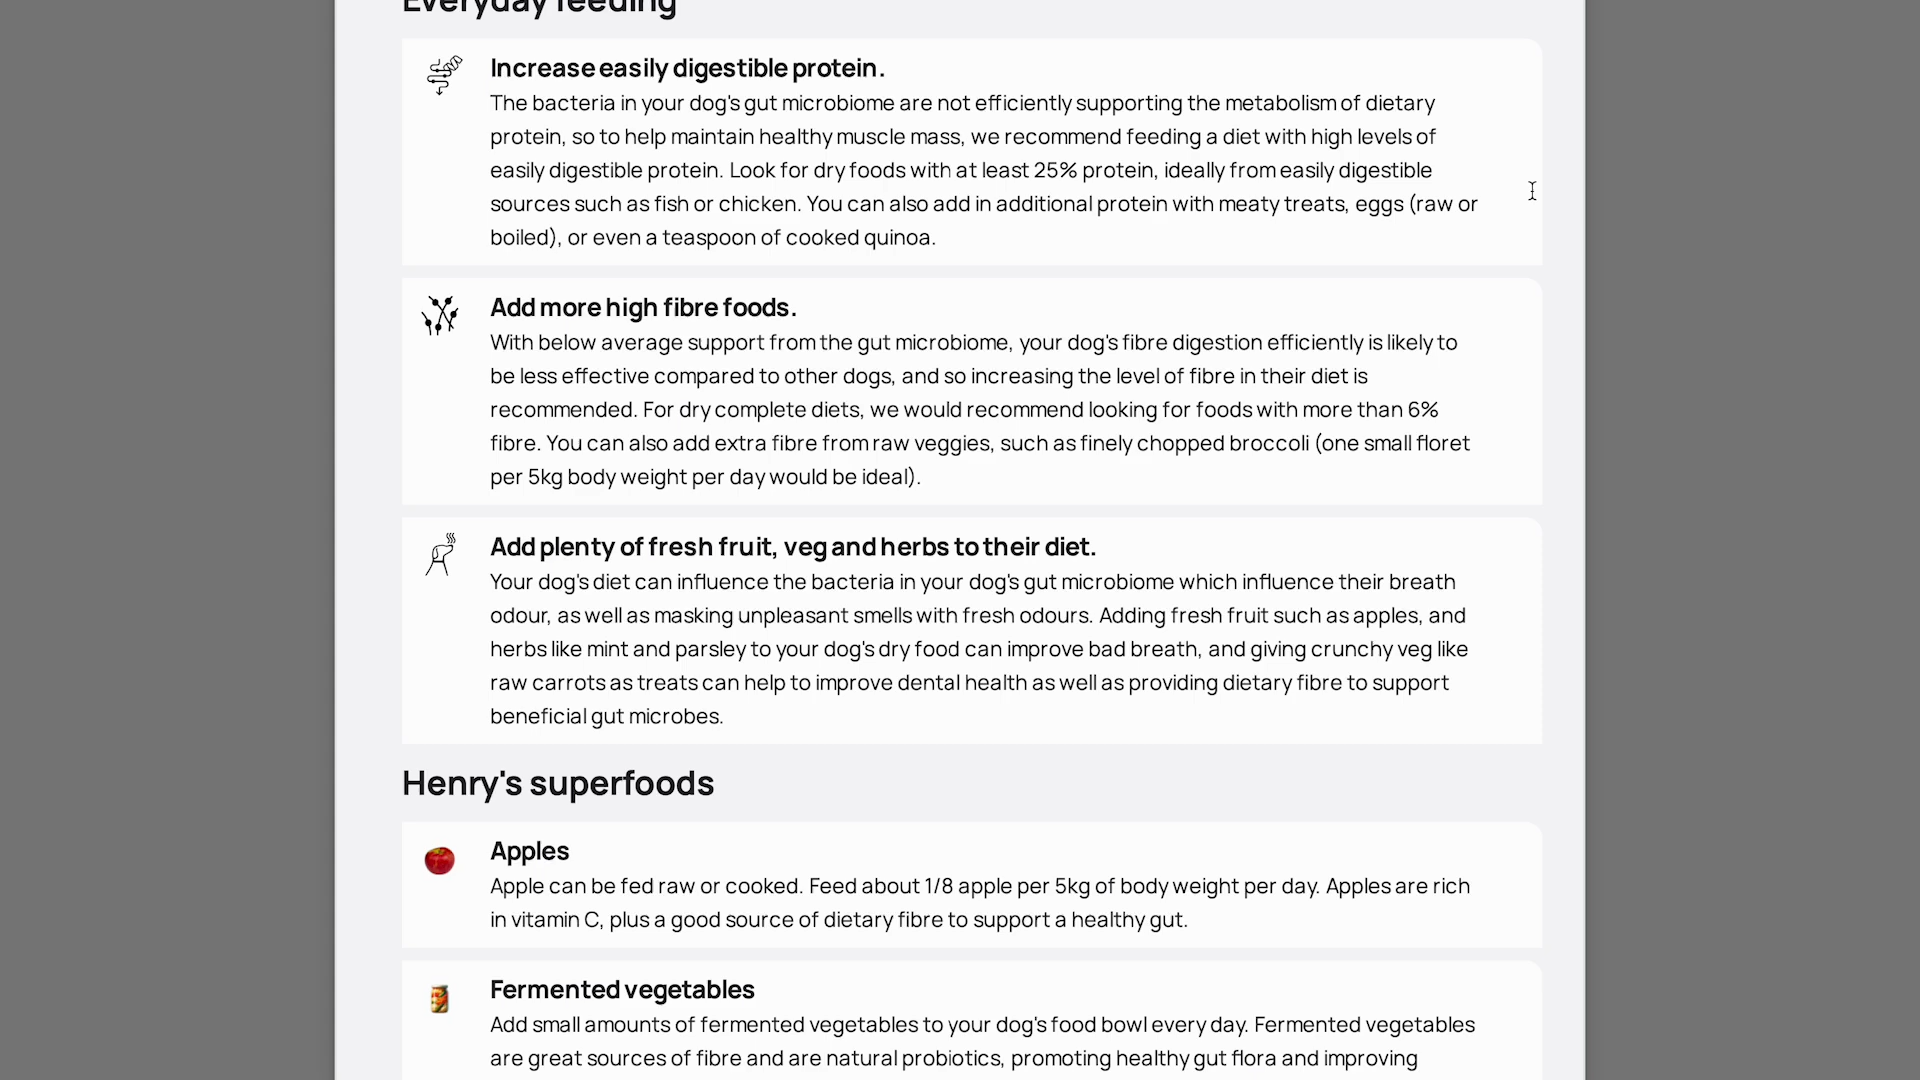 Everyday feeding
Increase easily digestible protein.
The bacteria in your dog's gut microbiome are not efficiently supporting the metabolism of dietary
protein, so to help maintain healthy muscle mass, we recommend feeding a diet with high levels of
easily digestible protein. Look for dry foods with at least 25% protein, ideally from easily digestible
sources such as fish or chicken. You can also add in additional protein with meaty treats, eggs (raw or
boiled), or even a teaspoon of cooked quinoa.
Add more high fibre foods.
With below average support from the gut microbiome, your dog's fibre digestion efficiently is likely to
be less effective compared to other dogs, and so increasing the level of fibre in their diet is
recommended. For dry complete diets, we would recommend looking for foods with more than 6%
fibre. You can also add extra fibre from raw veggies, such as finely chopped broccoli (one small floret
per 5kg body weight per day would be ideal).
Add plenty of fresh fruit, veg and herbs to their diet.
Your dog's diet can influence the bacteria in your dog's gut microbiome which influence their breath
odour, as well as masking unpleasant smells with fresh odours. Adding fresh fruit such as apples, and
herbs like mint and parsley to your dog's dry food can improve bad breath, and giving crunchy veg like
raw carrots as treats can help to improve dental health as well as providing dietary fibre to support
beneficial gut microbes.
Henry's superfoods
Apples
Apple can be fed raw or cooked. Feed about 1/8 apple per 5kg of body weight per day. Apples are rich
in vitamin C, plus a good source of dietary fibre to support a healthy gut.
Fermented vegetables
Add small amounts of fermented vegetables to your dog's food bowl every day. Fermented vegetables
are great sources of fibre and are natural probiotics, promoting healthy gut flora and improving